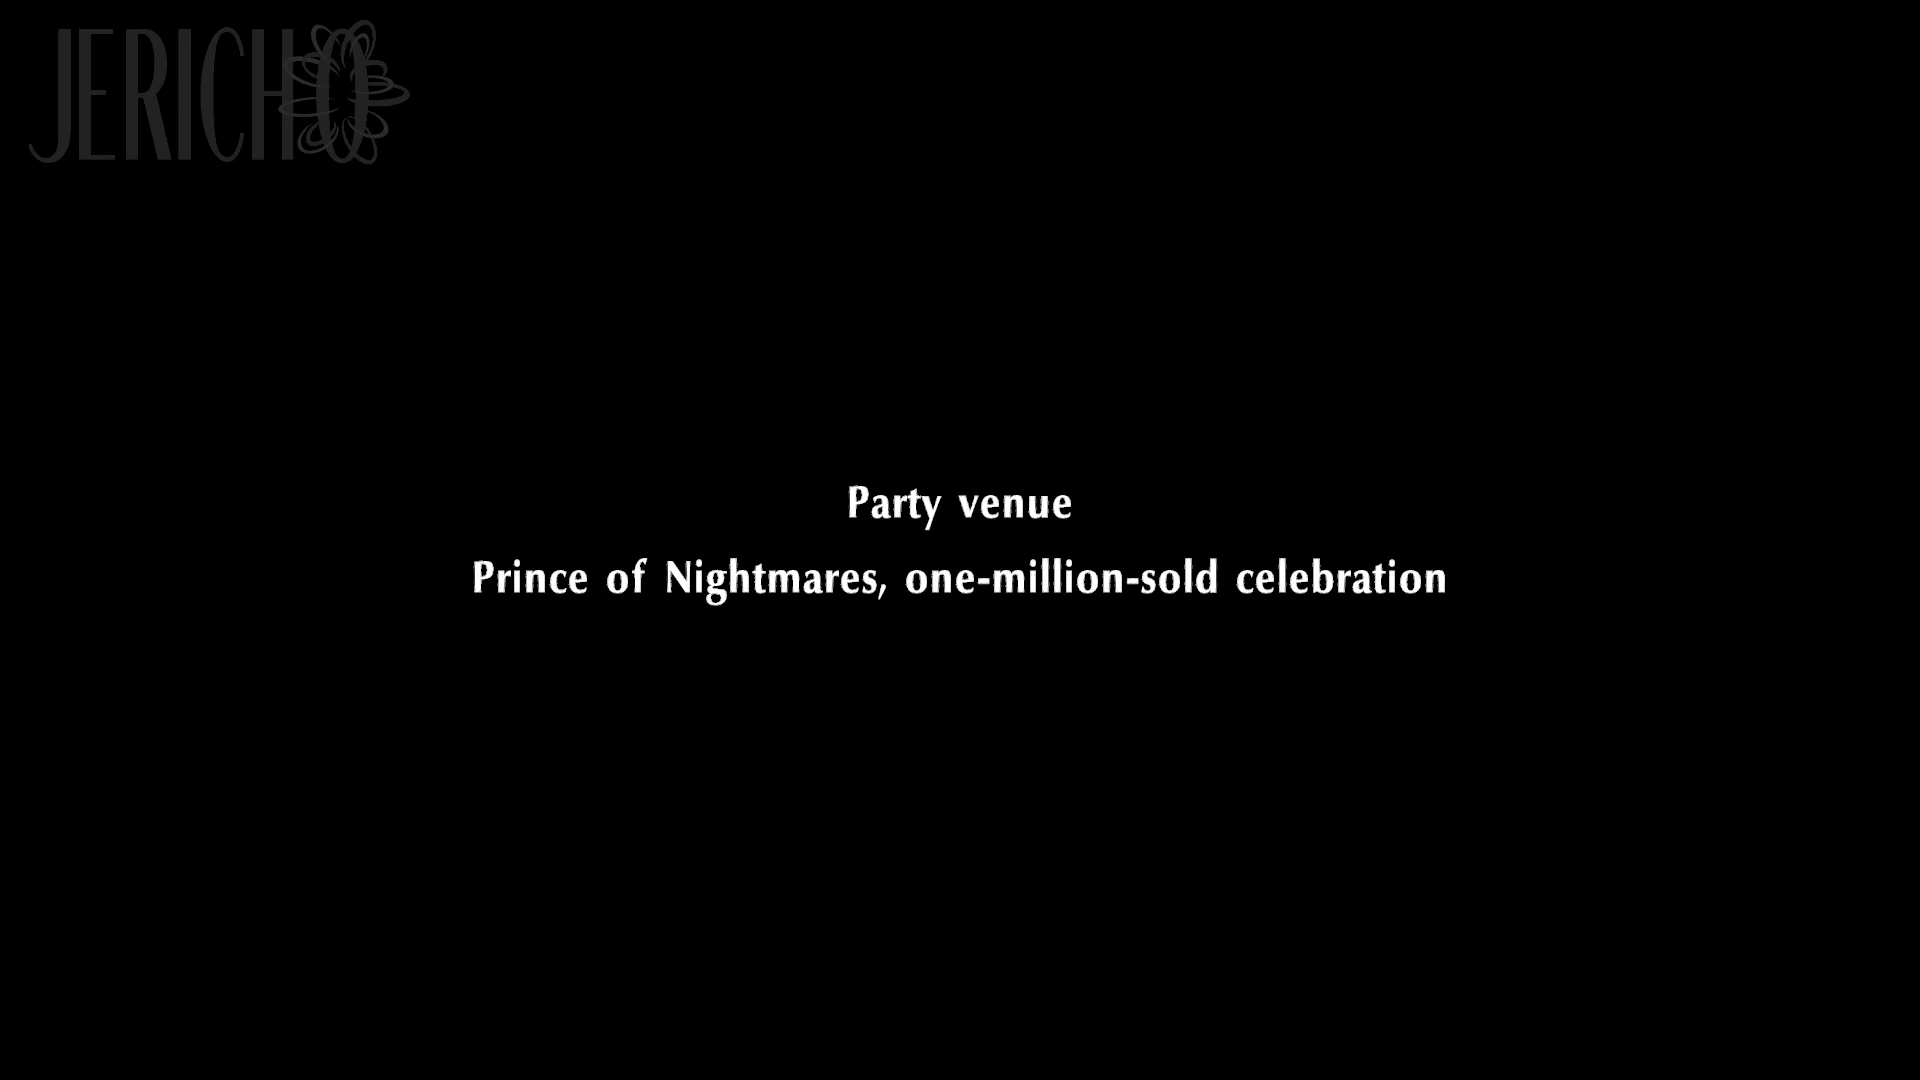 JERICHO
Party venue
Prince of Nightmares, one-million-sold celebration